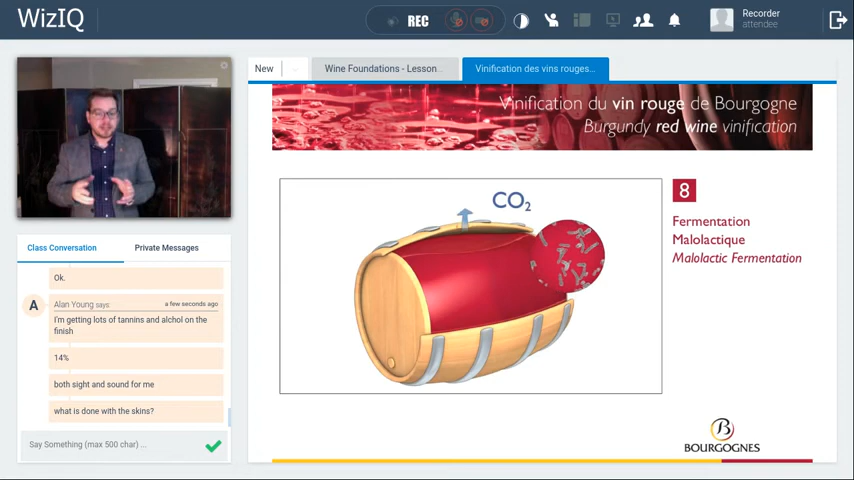 WizIQ
REC
Recorder
attendee
New
Wine Foundations - Lesson...
Vinification des vins rouges...
Vinification du vin rouge de Bourgogne
Burgundy red wine vinification
CO₂
8
Fermentation
Malolactique
Malolactic Fermentation
Class Conversation
Private Messages
Ok.
A
Alan Young says:
a few seconds ago
I'm getting lots of tannins and alchol on the
finish
14%
both sight and sound for me
what is done with the skins?
Say Something (max 500 char) ...
B
BOURGOGNES